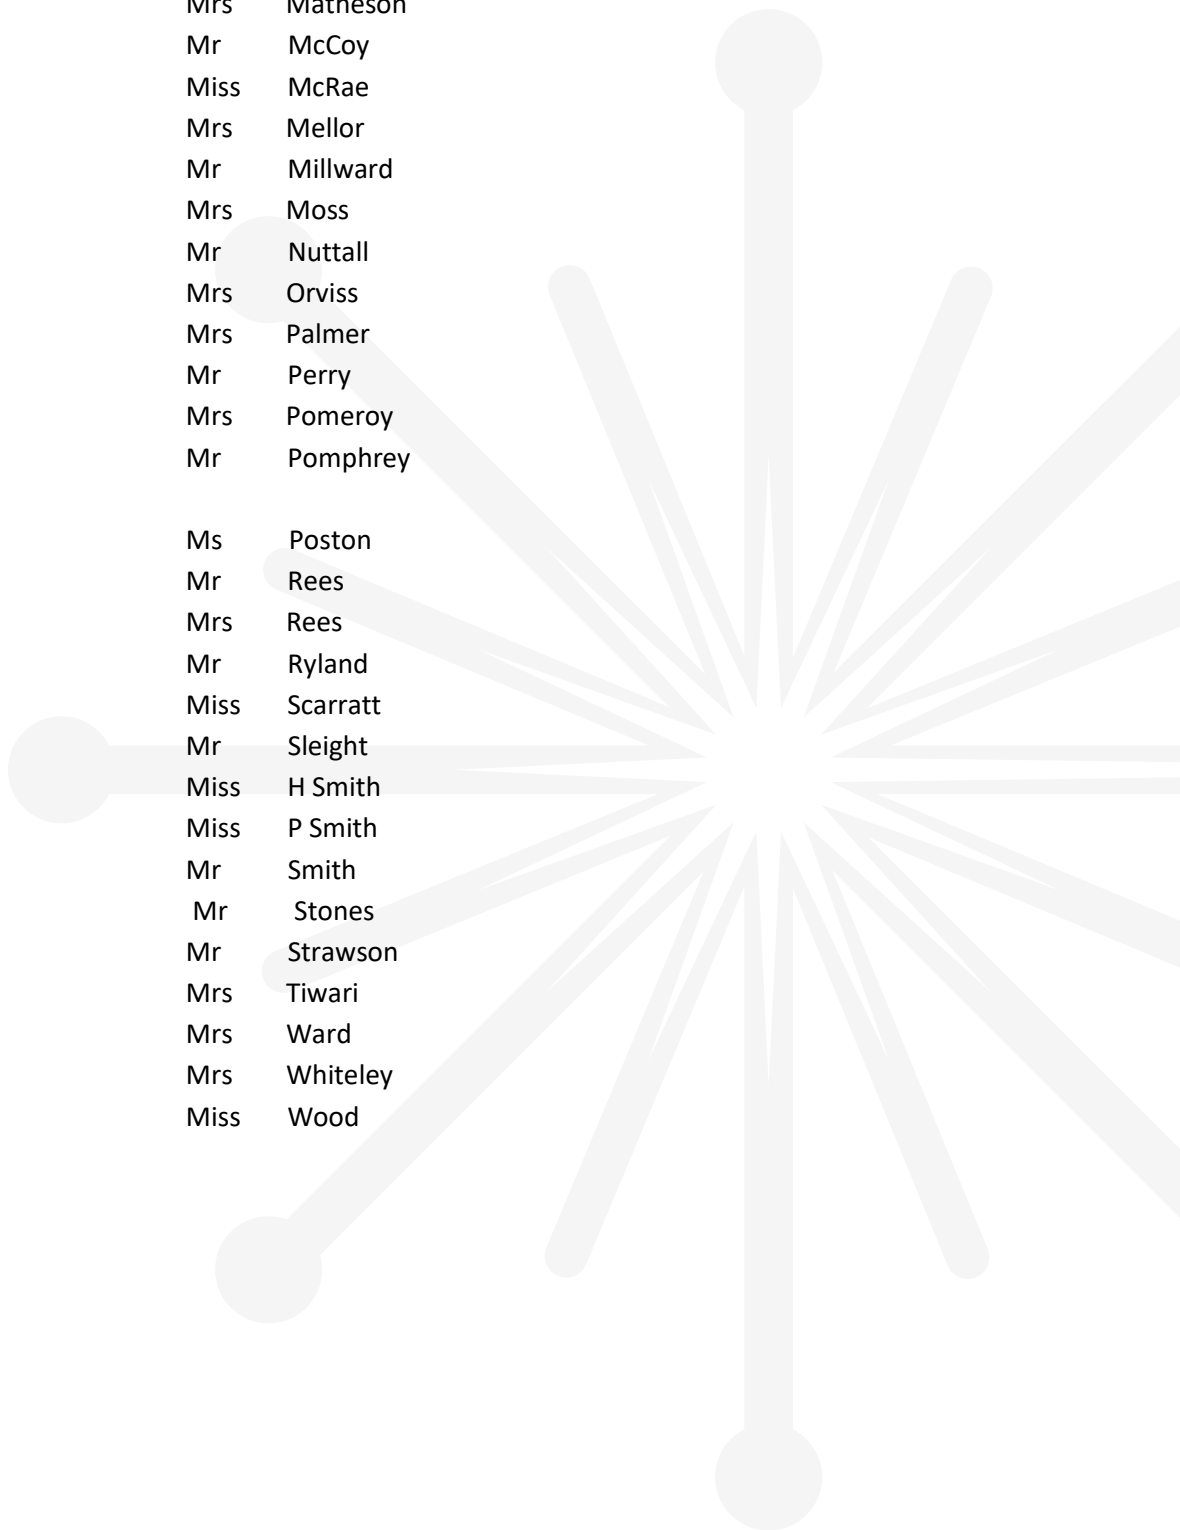 Mrs Matheson
Mr McCoy
Miss McRae
Mrs Mellor
Mr Millward
Mrs Moss
Mr Nuttall
Mrs Orviss
Mrs Palmer
Mr Perry
Mrs Pomeroy
Mr Pomphrey
Ms Poston
Mr Rees
Mrs Rees
Mr Ryland
Miss Scarratt
Mr Sleight
Miss H Smith
Miss P Smith
Mr Smith
Mr Stones
Mr Strawson
Mrs Tiwari
Mrs Ward
Mrs Whiteley
Miss Wood